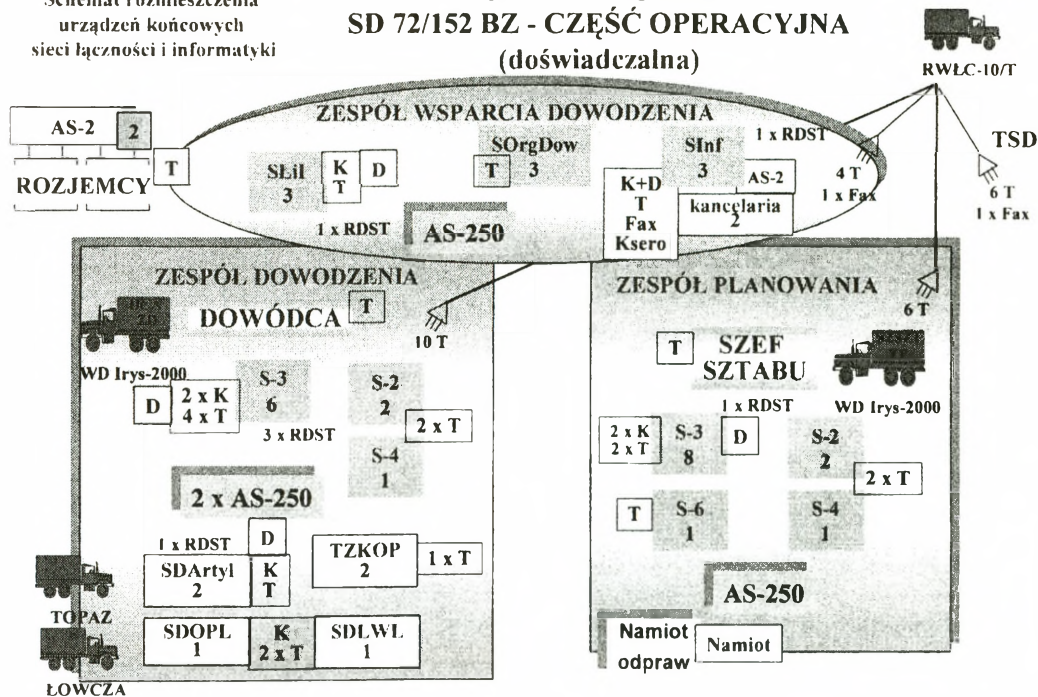 Schemat rozmieszczenia
urządzeń końcowych
sieci łączności i informatyki
SD 72/152 BZ - CZĘŚĆ OPERACYJNA
(doświadczalna)
RWŁC-10/T
TSD
6 T
1 x Fax
AS-2
2
T
ROZJEMCY
ZESPÓŁ WSPARCIA DOWODZENIA
SŁiI
3
K
T
D
1 x RDST
AS-250
SOrgDow
T
3
SInf
3
1 x RDST
4 T
1 x Fax
AS-2
K+D
T
Fax
Ksero
kancelaria
2
ZESPÓŁ DOWODZENIA
DOWÓDCA
T
10 T
WD Irys-2000
D
2 x K
4 x T
S-3
6
3 x RDST
S-2
2
2 x T
S-4
1
2 x AS-250
1 x RDST
D
SDArtyl
2
K
T
TZKOP
2
1 x T
TOPAZ
SDOPL
1
K
2 x T
SDLWL
1
ŁOWCZA
ZESPÓŁ PLANOWANIA
6 T
T
SZEF
SZTABU
1 x RDST
WD Irys-2000
2 x K
2 x T
S-3
8
D
S-2
2
2 x T
T
S-6
1
S-4
1
AS-250
Namiot
odpraw
Namiot